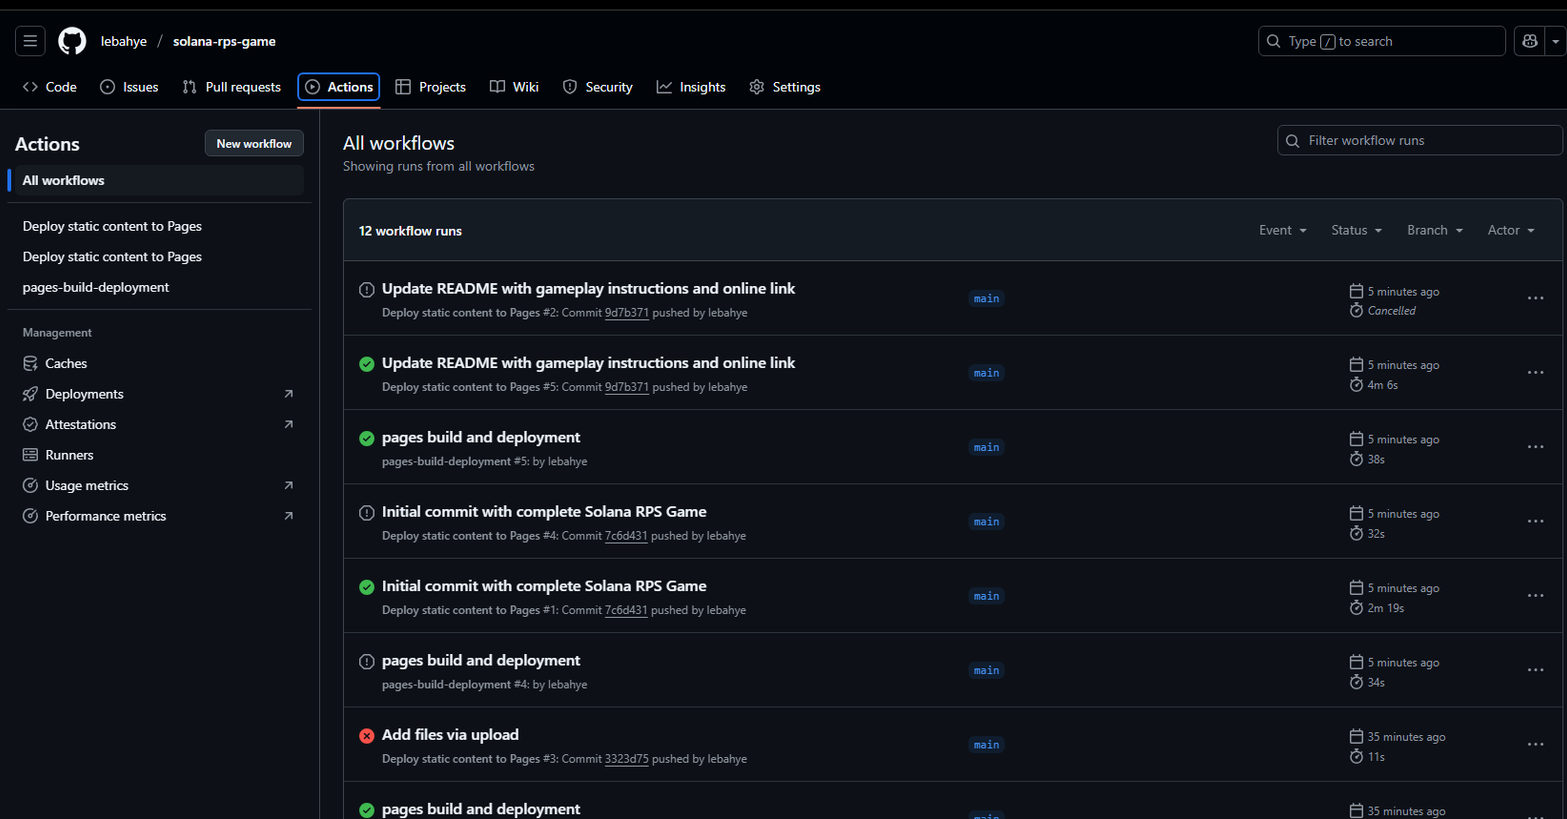 lebahye / solana-rps-game
Type / to search
Code Issues Pull requests Actions Projects Wiki Security Insights Settings
Actions
New workflow
All workflows
Deploy static content to Pages
Deploy static content to Pages
pages-build-deployment
Management
Caches
Deployments
Attestations
Runners
Usage metrics
Performance metrics
All workflows
Showing runs from all workflows
Filter workflow runs
12 workflow runs
Event Status Branch Actor
Update README with gameplay instructions and online link
Deploy static content to Pages #2: Commit 9d7b371 pushed by lebahye
main
5 minutes ago
Cancelled
Update README with gameplay instructions and online link
Deploy static content to Pages #5: Commit 9d7b371 pushed by lebahye
main
5 minutes ago
4m 6s
pages build and deployment
pages-build-deployment #5: by lebahye
main
5 minutes ago
38s
Initial commit with complete Solana RPS Game
Deploy static content to Pages #4: Commit 7c6d431 pushed by lebahye
main
5 minutes ago
32s
Initial commit with complete Solana RPS Game
Deploy static content to Pages #1: Commit 7c6d431 pushed by lebahye
main
5 minutes ago
2m 19s
pages build and deployment
pages-build-deployment #4: by lebahye
main
5 minutes ago
34s
Add files via upload
Deploy static content to Pages #3: Commit 3323d75 pushed by lebahye
main
35 minutes ago
11s
pages build and deployment
main
35 minutes ago